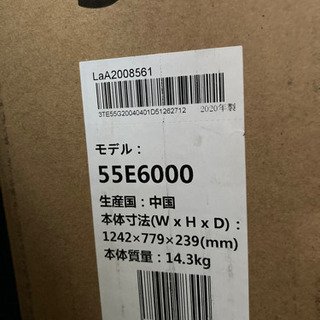 LaA2008561
3TE55G20040401D51262712
2020年製
モデル：
55E6000
生産国：中国
本体寸法(W x H x D)：
1242×779×239(mm)
本体質量：14.3kg